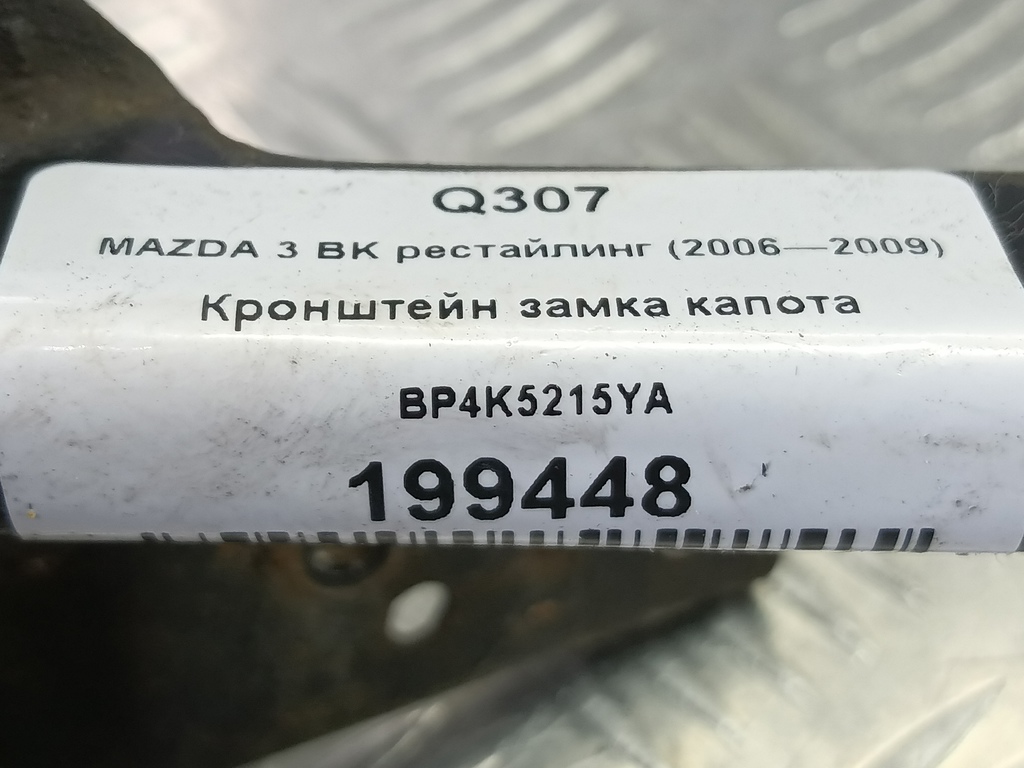 Q307
MAZDA 3 BK рестайлинг (2006—2009)
Кронштейн замка капота
BP4K5215YA
199448